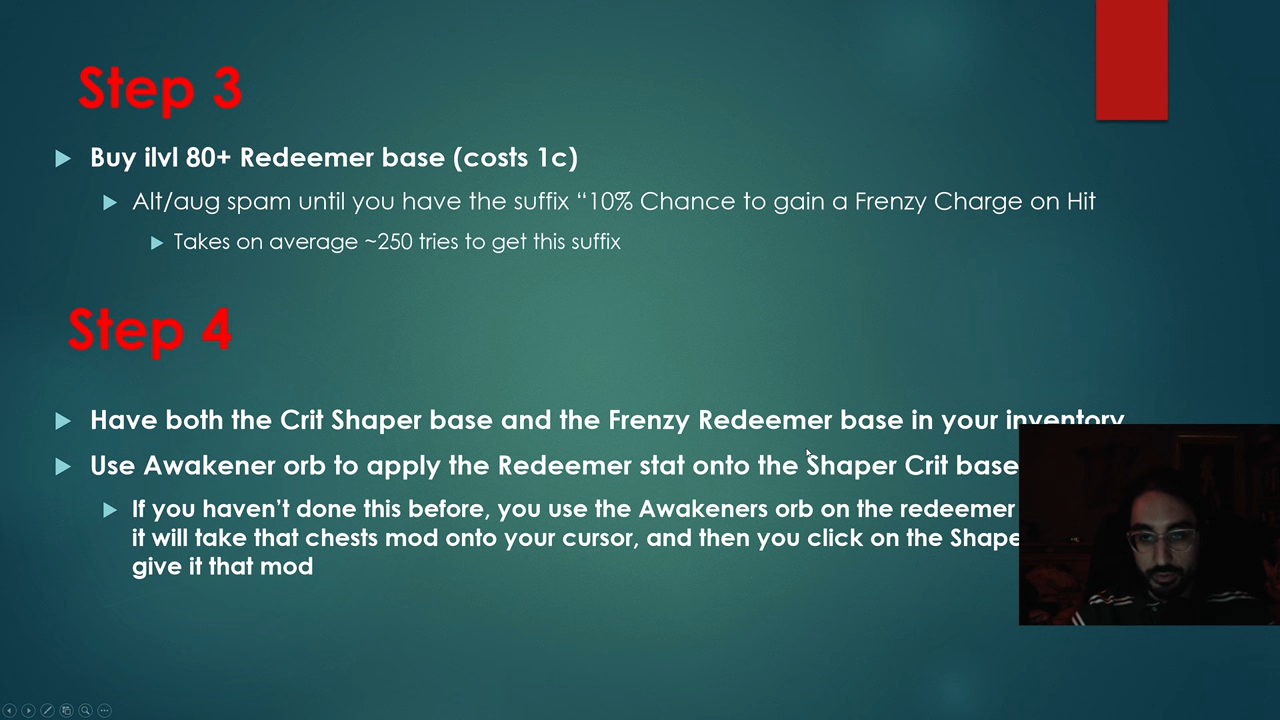 Step 3
Buy ilvl 80+ Redeemer base (costs 1c)
Alt/aug spam until you have the suffix “10% Chance to gain a Frenzy Charge on Hit
Takes on average ~250 tries to get this suffix
Step 4
Have both the Crit Shaper base and the Frenzy Redeemer base in your inventory
Use Awakener orb to apply the Redeemer stat onto the Shaper Crit base
If you haven’t done this before, you use the Awakeners orb on the redeemer
it will take that chests mod onto your cursor, and then you click on the
give it that mod